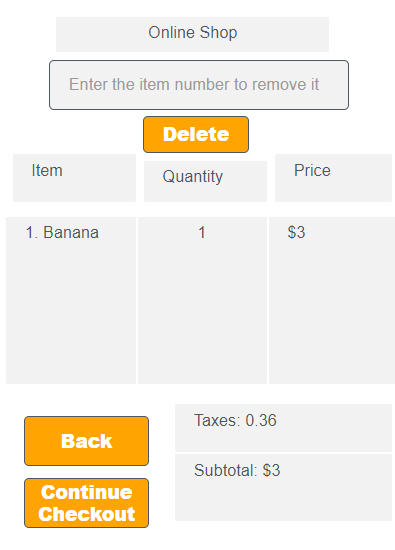 Online Shop
Enter the item number to remove it
Delete
Item
Quantity
Price
1. Banana
1
$3
Taxes: 0.36
Back
Subtotal: $3
Continue
Checkout